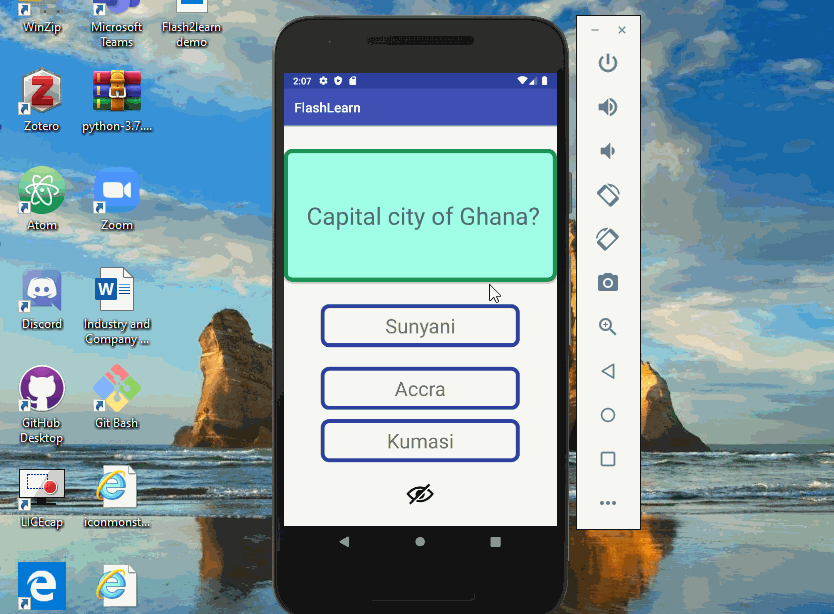 WinZip
Microsoft
Teams
Flash2learn
demo
Zotero
python-3.7....
Atom
Zoom
Discord
Industry and
Company ...
GitHub
Desktop
Git Bash
LICEcap
iconmonst...
2:07
FlashLearn
Capital city of Ghana?
Sunyani
Accra
Kumasi